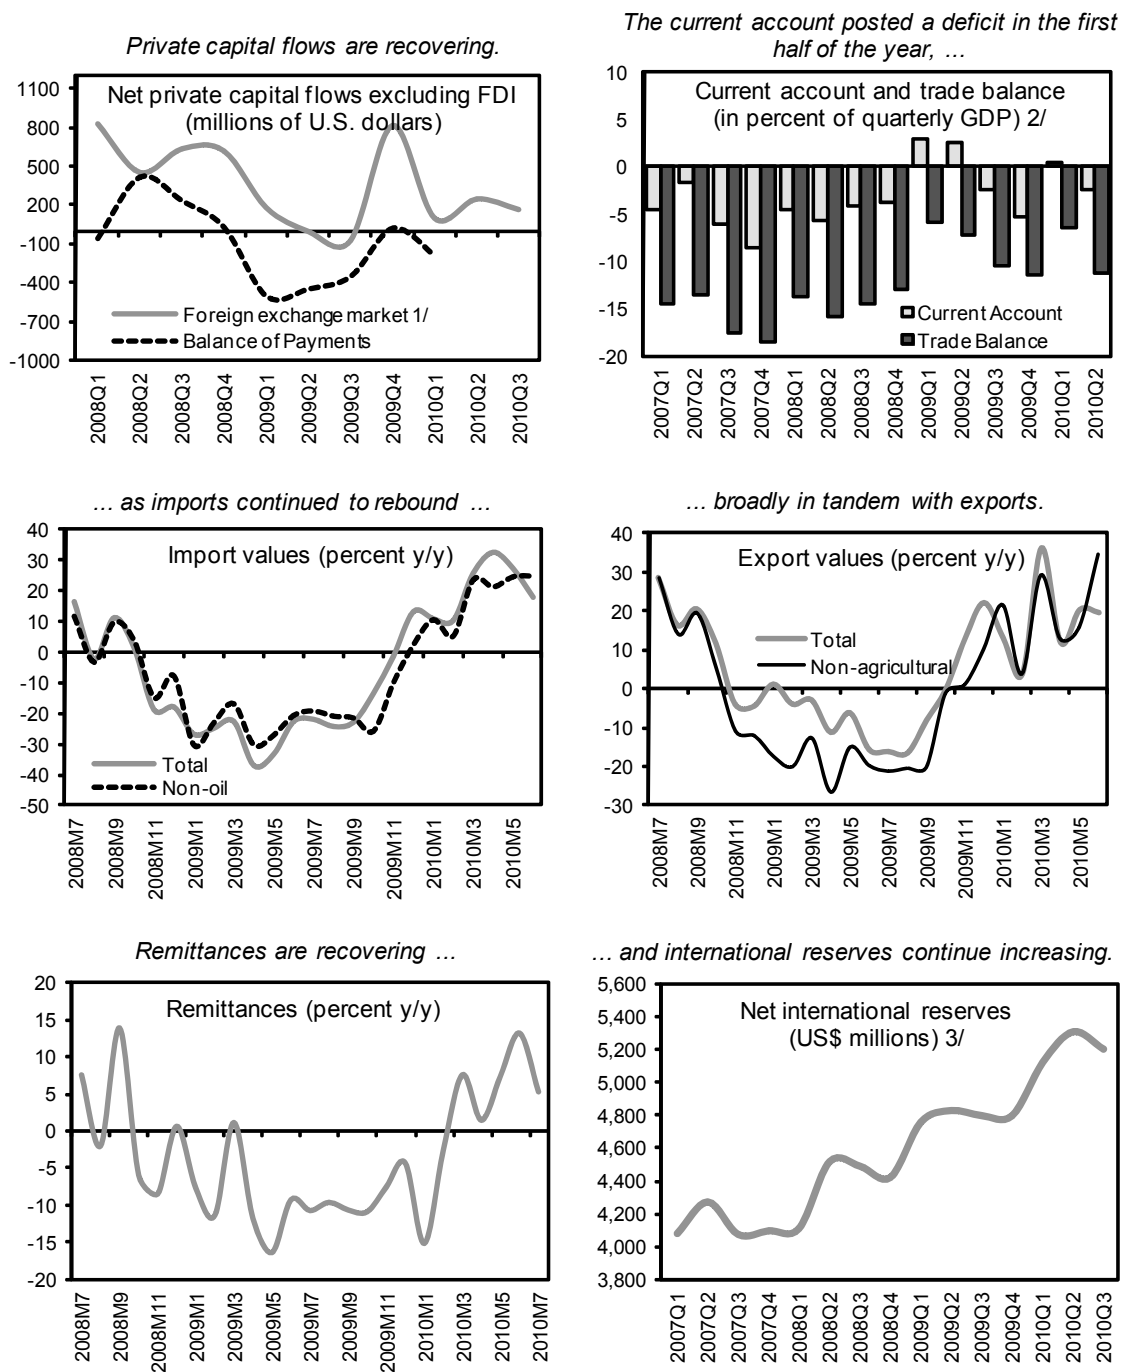 Private capital flows are recovering.
1100
800
500
200
-100
-400
-700
-1000
Net private capital flows excluding FDI
(millions of U.S. dollars)
Foreign exchange market 1/
Balance of Payments
2008Q1
2008Q2
2008Q3
2008Q4
2009Q1
2009Q2
2009Q3
2009Q4
2010Q1
2010Q2
2010Q3
The current account posted a deficit in the first
half of the year, ...
10
5
0
-5
-10
-15
-20
Current account and trade balance
(in percent of quarterly GDP) 2/
Current Account
Trade Balance
2007Q1
2007Q2
2007Q3
2007Q4
2008Q1
2008Q2
2008Q3
2008Q4
2009Q1
2009Q2
2009Q3
2009Q4
2010Q1
2010Q2
... as imports continued to rebound ...
40
30
20
10
0
-10
-20
-30
-40
-50
Import values (percent y/y)
Total
Non-oil
2008M7
2008M9
2008M11
2009M1
2009M3
2009M5
2009M7
2009M9
2009M11
2010M1
2010M3
2010M5
... broadly in tandem with exports.
40
30
20
10
0
-10
-20
-30
Export values (percent y/y)
Total
Non-agricultural
2008M7
2008M9
2008M11
2009M1
2009M3
2009M5
2009M7
2009M9
2009M11
2010M1
2010M3
2010M5
Remittances are recovering ...
20
15
10
5
0
-5
-10
-15
-20
Remittances (percent y/y)
2008M7
2008M9
2008M11
2009M1
2009M3
2009M5
2009M7
2009M9
2009M11
2010M1
2010M3
2010M5
2010M7
... and international reserves continue increasing.
5,600
5,400
5,200
5,000
4,800
4,600
4,400
4,200
4,000
3,800
Net international reserves
(US$ millions) 3/
2007Q1
2007Q2
2007Q3
2007Q4
2008Q1
2008Q2
2008Q3
2008Q4
2009Q1
2009Q2
2009Q3
2009Q4
2010Q1
2010Q2
2010Q3